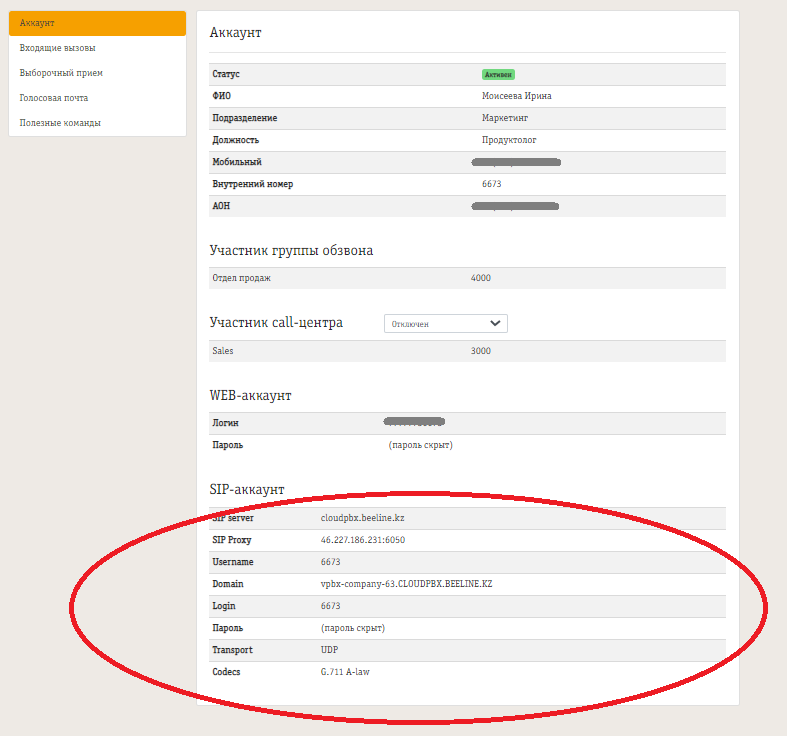 Аккаунт
Входящие вызовы
Выборочный прием
Голосовая почта
Полезные команды
Аккаунт
Статус Активен
ФИО Моисеева Ирина
Подразделение Маркетинг
Должность Продуктолог
Мобильный
Внутренний номер 6673
АОН
Участник группы обзвона
Отдел продаж 4000
Участник call-центра Отключен
Sales 3000
WEB-аккаунт
Логин
Пароль (пароль скрыт)
SIP-аккаунт
SIP server cloudpbx.beeline.kz
SIP Proxy 46.227.186.231:6050
Username 6673
Domain vpbx-company-63.CLOUDPBX.BEELINE.KZ
Login 6673
Пароль (пароль скрыт)
Transport UDP
Codecs G.711 A-law